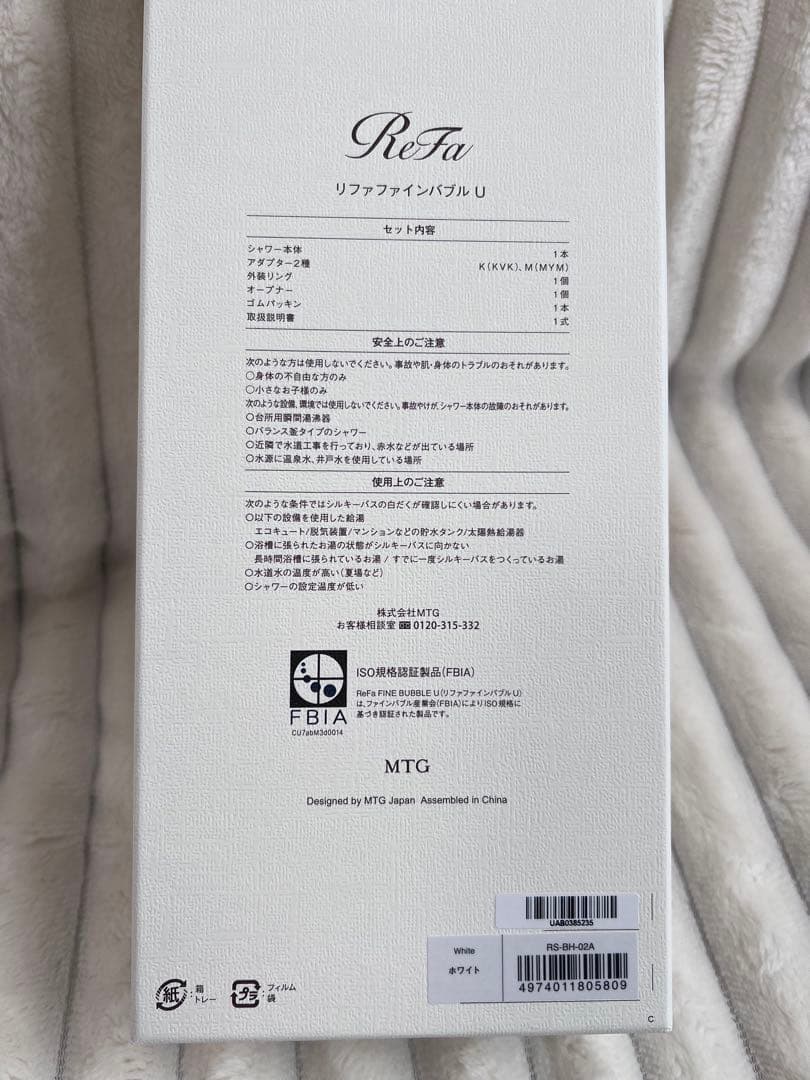 ReFa
リファファインバブル U
セット内容
シャワー本体 1本
アダプター2種 K(KVK)、M(MYM)
外装リング 1個
オープナー 1個
ゴムパッキン 1本
取扱説明書 1式
安全上のご注意
次のような方は使用しないでください。事故や肌・身体のトラブルのおそれがあります。
○身体の不自由な方のみ
○小さなお子様のみ
次のような設備、環境では使用しないでください。事故やけが、シャワー本体の故障のおそれがあります。
○台所用瞬間湯沸器
○バランス釜タイプのシャワー
○近隣で水道工事を行っており、赤水などが出ている場所
○水源に温泉水、井戸水を使用している場所
使用上のご注意
次のような条件ではシルキーバスの白だくが確認しにくい場合があります。
○以下の設備を使用した給湯
エコキュート/脱気装置/マンションなどの貯水タンク/太陽熱給湯器
○浴槽に張られたお湯の状態がシルキーバスに向かない
長時間浴槽に張られているお湯 / すでに一度シルキーバスをつくっているお湯
○水道水の温度が高い(夏場など)
○シャワーの設定温度が低い
株式会社MTG
お客様相談室 0120-315-332
ISO規格認証製品(FBIA)
ReFa FINE BUBBLE U(リファファインバブル U)
は、ファインバブル産業会(FBIA)によりISO規格に
基づき認証された製品です。
FBIA
CU7abM3d0014
MTG
Designed by MTG Japan Assembled in China
UAB0385235
White
ホワイト
RS-BH-02A
4974011805809
紙 : 箱
トレー
プラ : フィルム
袋
C